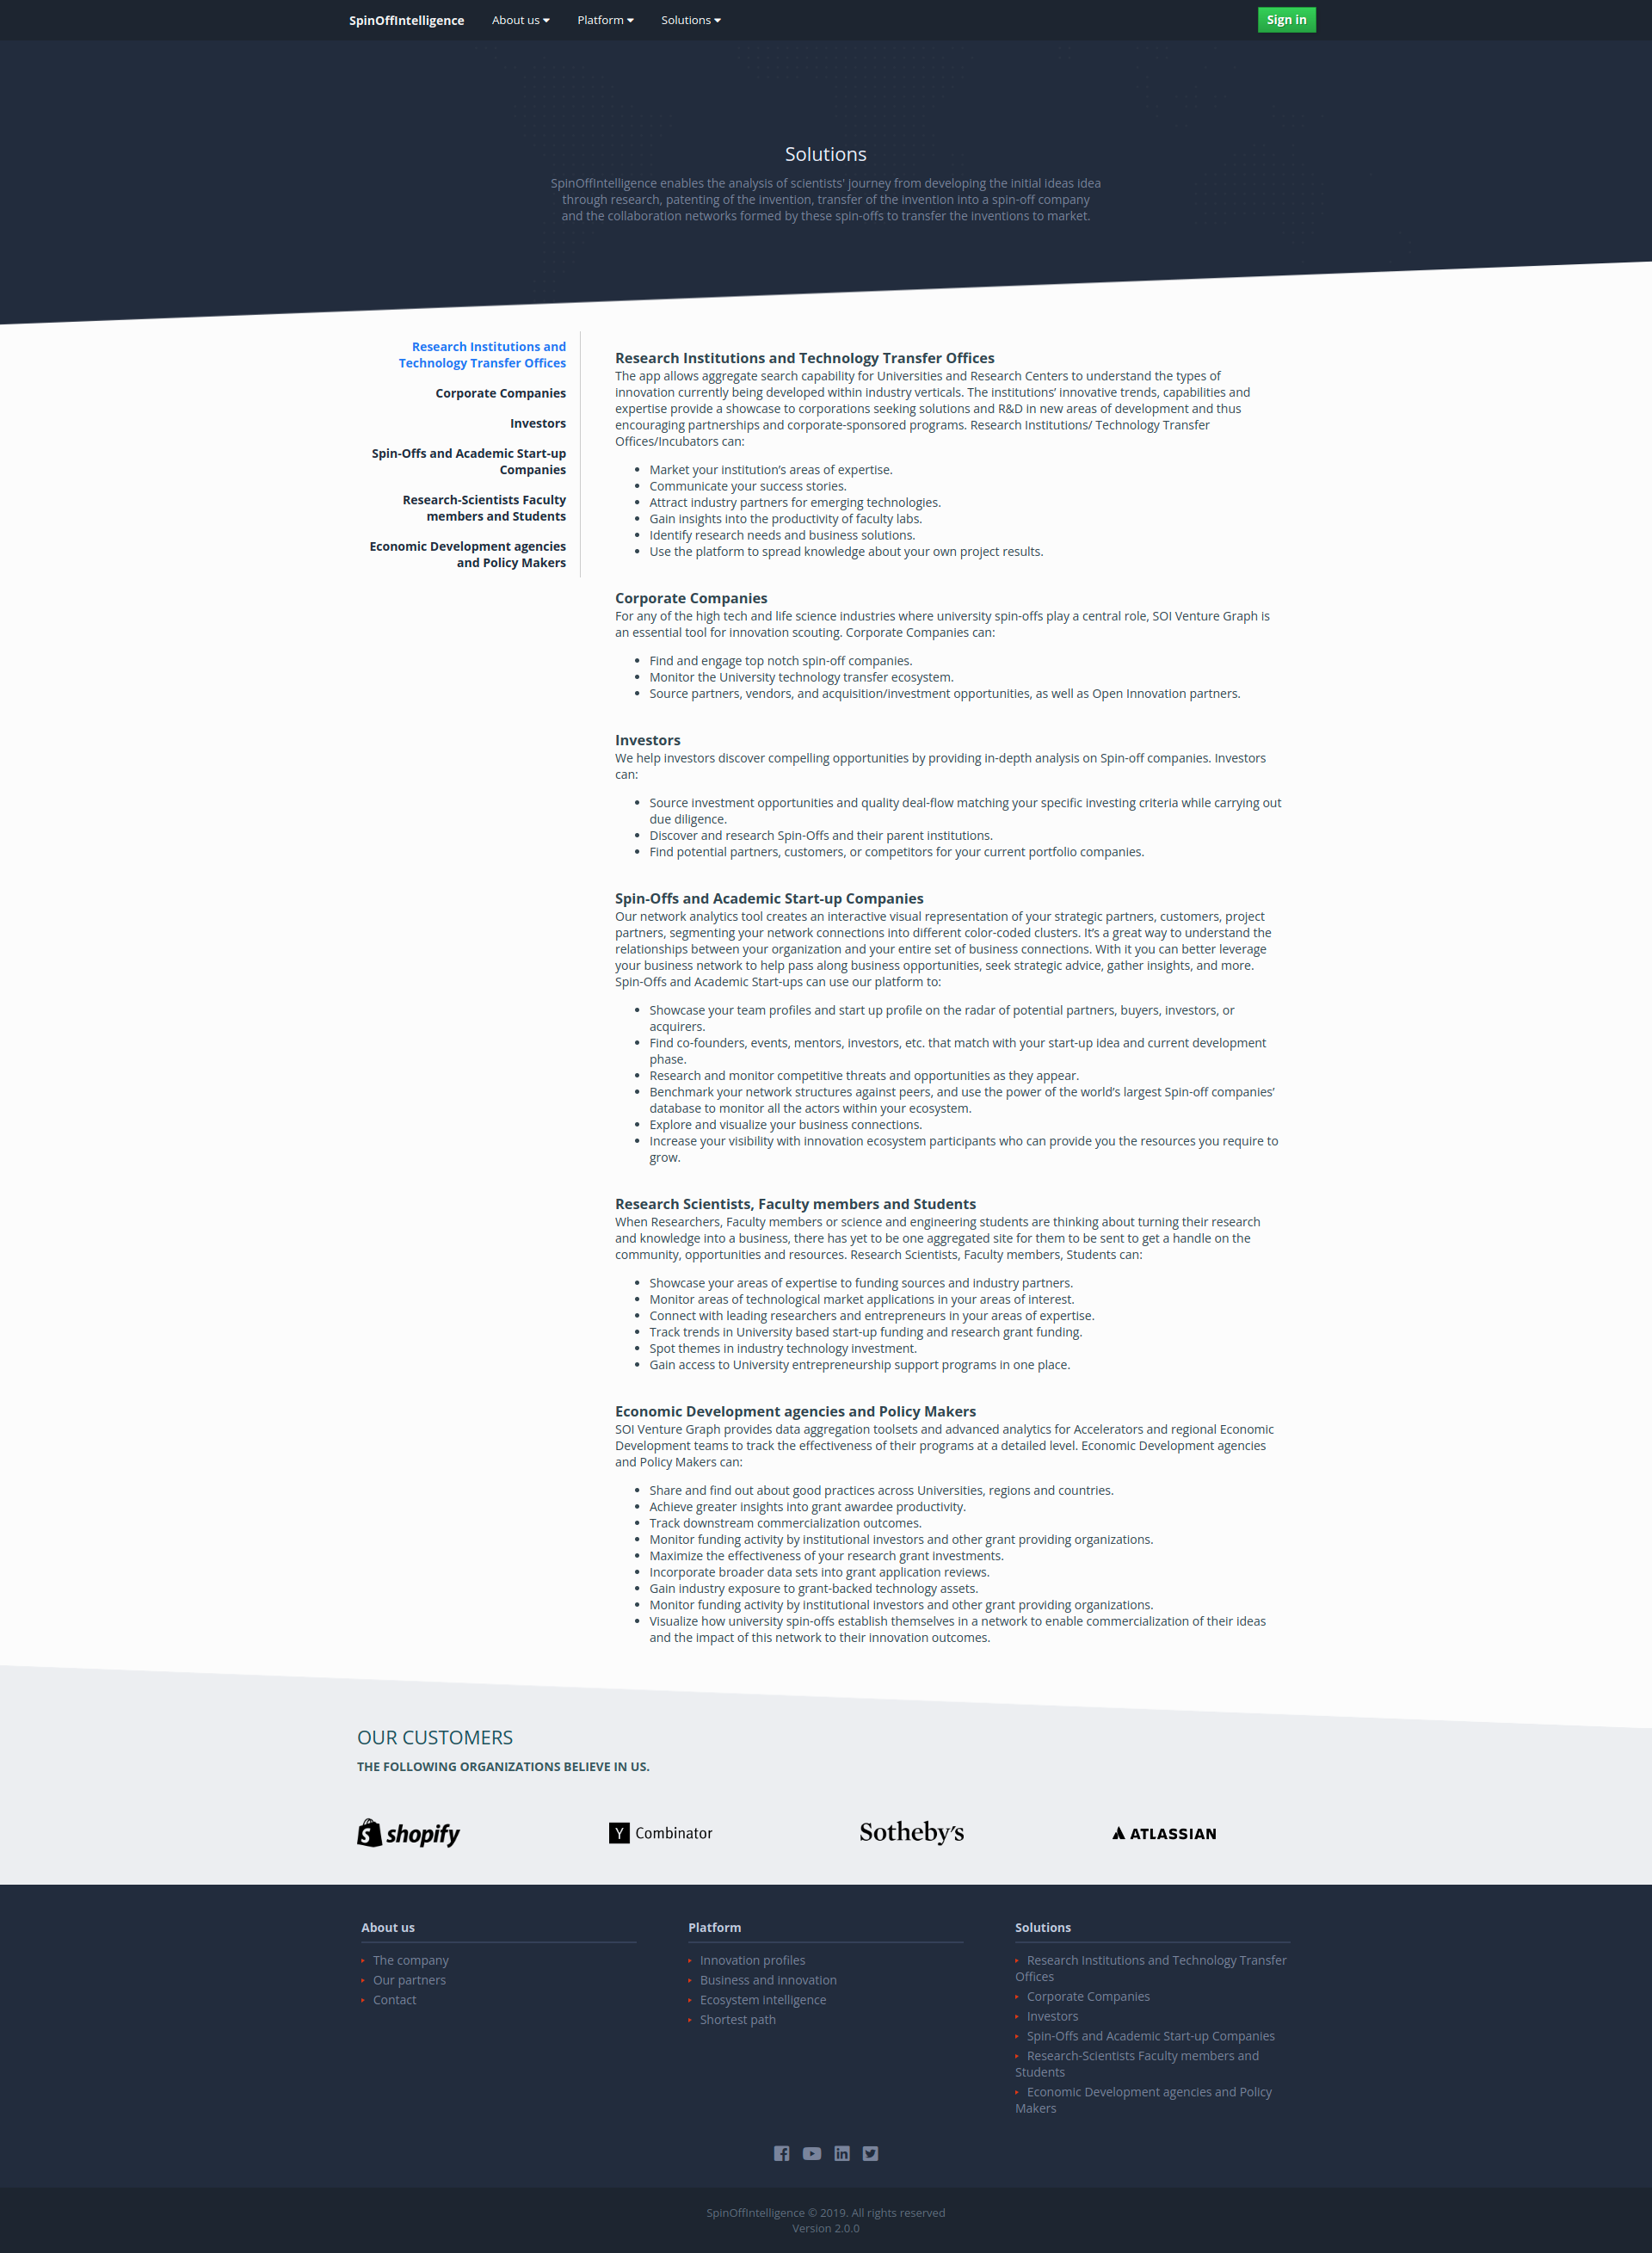 SpinOffIntelligence
About us
Platform
Solutions
Sign in
Solutions
SpinOffIntelligence enables the analysis of scientists' journey from developing the initial ideas idea
through research, patenting of the invention, transfer of the invention into a spin-off company
and the collaboration networks formed by these spin-offs to transfer the inventions to market.
Research Institutions and
Technology Transfer Offices
Corporate Companies
Investors
Spin-Offs and Academic Start-up
Companies
Research-Scientists Faculty
members and Students
Economic Development agencies
and Policy Makers
Research Institutions and Technology Transfer Offices
The app allows aggregate search capability for Universities and Research Centers to understand the types of
innovation currently being developed within industry verticals. The institutions’ innovative trends, capabilities and
expertise provide a showcase to corporations seeking solutions and R&D in new areas of development and thus
encouraging partnerships and corporate-sponsored programs. Research Institutions/ Technology Transfer
Offices/Incubators can:
• Market your institution’s areas of expertise.
• Communicate your success stories.
• Attract industry partners for emerging technologies.
• Gain insights into the productivity of faculty labs.
• Identify research needs and business solutions.
• Use the platform to spread knowledge about your own project results.
Corporate Companies
For any of the high tech and life science industries where university spin-offs play a central role, SOI Venture Graph is
an essential tool for innovation scouting. Corporate Companies can:
• Find and engage top notch spin-off companies.
• Monitor the University technology transfer ecosystem.
• Source partners, vendors, and acquisition/investment opportunities, as well as Open Innovation partners.
Investors
We help investors discover compelling opportunities by providing in-depth analysis on Spin-off companies. Investors
can:
• Source investment opportunities and quality deal-flow matching your specific investing criteria while carrying out
due diligence.
• Discover and research Spin-Offs and their parent institutions.
• Find potential partners, customers, or competitors for your current portfolio companies.
Spin-Offs and Academic Start-up Companies
Our network analytics tool creates an interactive visual representation of your strategic partners, customers, project
partners, segmenting your network connections into different color-coded clusters. It’s a great way to understand the
relationships between your organization and your entire set of business connections. With it you can better leverage
your business network to help pass along business opportunities, seek strategic advice, gather insights, and more.
Spin-Offs and Academic Start-ups can use our platform to:
• Showcase your team profiles and start up profile on the radar of potential partners, buyers, investors, or
acquirers.
• Find co-founders, events, mentors, investors, etc. that match with your start-up idea and current development
phase.
• Research and monitor competitive threats and opportunities as they appear.
• Benchmark your network structures against peers, and use the power of the world’s largest Spin-off companies’
database to monitor all the actors within your ecosystem.
• Explore and visualize your business connections.
• Increase your visibility with innovation ecosystem participants who can provide you the resources you require to
grow.
Research Scientists, Faculty members and Students
When Researchers, Faculty members or science and engineering students are thinking about turning their research
and knowledge into a business, there has yet to be one aggregated site for them to be sent to get a handle on the
community, opportunities and resources. Research Scientists, Faculty members, Students can:
• Showcase your areas of expertise to funding sources and industry partners.
• Monitor areas of technological market applications in your areas of interest.
• Connect with leading researchers and entrepreneurs in your areas of expertise.
• Track trends in University based start-up funding and research grant funding.
• Spot themes in industry technology investment.
• Gain access to University entrepreneurship support programs in one place.
Economic Development agencies and Policy Makers
SOI Venture Graph provides data aggregation toolsets and advanced analytics for Accelerators and regional Economic
Development teams to track the effectiveness of their programs at a detailed level. Economic Development agencies
and Policy Makers can:
• Share and find out about good practices across Universities, regions and countries.
• Achieve greater insights into grant awardee productivity.
• Track downstream commercialization outcomes.
• Monitor funding activity by institutional investors and other grant providing organizations.
• Maximize the effectiveness of your research grant investments.
• Incorporate broader data sets into grant application reviews.
• Gain industry exposure to grant-backed technology assets.
• Monitor funding activity by institutional investors and other grant providing organizations.
• Visualize how university spin-offs establish themselves in a network to enable commercialization of their ideas
and the impact of this network to their innovation outcomes.
OUR CUSTOMERS
THE FOLLOWING ORGANIZATIONS BELIEVE IN US.
shopify
Y Combinator
Sotheby's
ATLASSIAN
About us
The company
Our partners
Contact
Platform
Innovation profiles
Business and innovation
Ecosystem intelligence
Shortest path
Solutions
Research Institutions and Technology Transfer
Offices
Corporate Companies
Investors
Spin-Offs and Academic Start-up Companies
Research-Scientists Faculty members and
Students
Economic Development agencies and Policy
Makers
SpinOffIntelligence © 2019. All rights reserved
Version 2.0.0